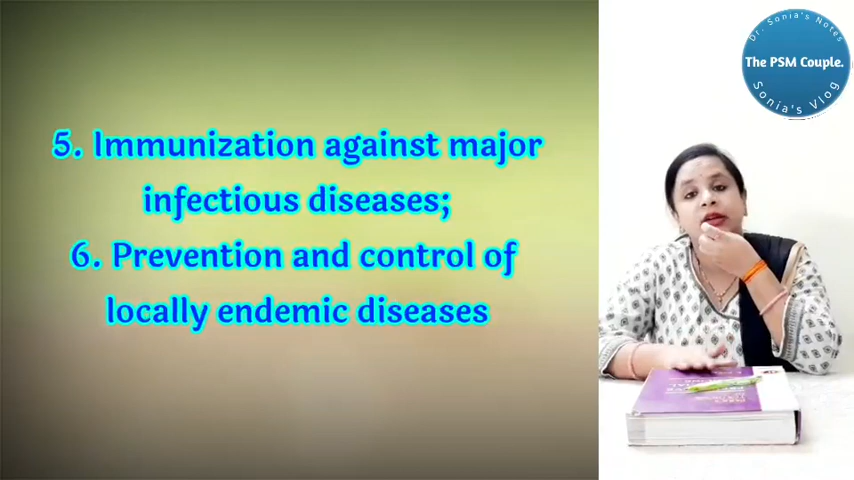 5. Immunization against major
infectious diseases;
6. Prevention and control of
locally endemic diseases
Dr. Sonia's Notes
The PSM Couple.
Sonia's Vlog